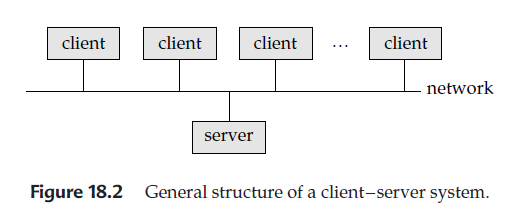 client client client ... client
network
server
Figure 18.2 General structure of a client–server system.